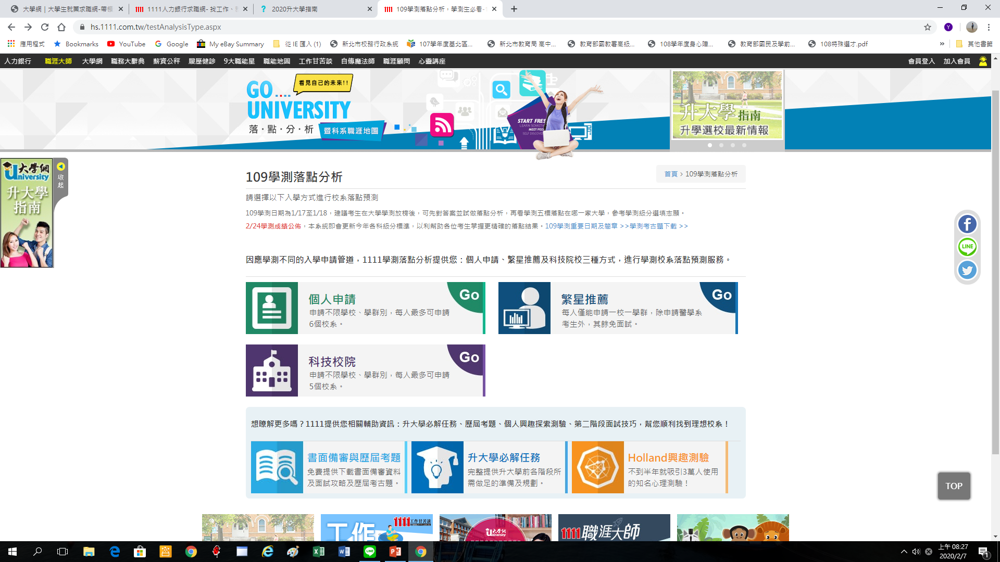 大學網 | 大學生就業求職網-帶領
1111人力銀行求職網- 找工作、
2020升大學指南
109學測落點分析，學測生必看-1
hs.1111.com.tw/testAnalysisType.aspx
Y
應用程式
Bookmarks
YouTube
Google
My eBay Summary
從 IE 匯入 (1)
新北市校務行政系統
107學年度基北區...
新北市教育局 高中...
教育部國教署高級...
108學年度身心障...
教育部國民及學前...
108特殊選才.pdf
其他書籤
人力銀行 職涯大師 大學網 職務大辭典 薪資公秤 履歷健診 9大職能星 職能地圖 工作甘苦談 自傳魔法師 職涯顧問 心靈講座
會員登入 加入會員
看見自己的未來!!
GO ....
UNIVERSITY
落‧點‧分‧析
暨科系職涯地圖
START FRES
LEARN SOMETH
MEET PEO
SELF DISCOVER
升大學 指南
升學選校最新情報
U大學網
University
升大學
指南
收起
109學測落點分析
首頁 > 109學測落點分析
請選擇以下入學方式進行校系落點預測
109學測日期為1/17至1/18，建議考生在大學學測放榜後，可先對答案並試做落點分析，再看學測五標落點在哪一家大學，參考學測級分選填志願。
2/24學測成績公佈，本系統即會更新今年各科級分標準，以利幫助各位考生掌握更精確的落點結果。109學測重要日期及簡章 >>學測考古題下載 >>
因應學測不同的入學申請管道，1111學測落點分析提供您：個人申請、繁星推薦及科技院校三種方式，進行學測校系落點預測服務。
個人申請
Go
申請不限學校、學群別，每人最多可申請
6個校系。
繁星推薦
Go
每人僅能申請一校一學群，除申請醫學系
考生外，其餘免面試。
科技校院
Go
申請不限學校、學群別，每人最多可申請
5個校系。
f
LINE
想瞭解更多嗎？1111提供您相關輔助資訊：升大學必解任務、歷屆考題、個人興趣探索測驗、第二階段面試技巧，幫您順利找到理想校系！
書面備審與歷屆考題
免費提供下載書面備審資料
及面試攻略及歷屆考古題。
升大學必解任務
完整提供升大學前各階段所
需做足的準備及規劃。
Holland興趣測驗
不到半年就吸引3萬人使用
的知名心理測驗！
TOP
工作
1111工作甘苦談
U大學網
University
1111職涯大師
上午 08:27
2020/2/7
1